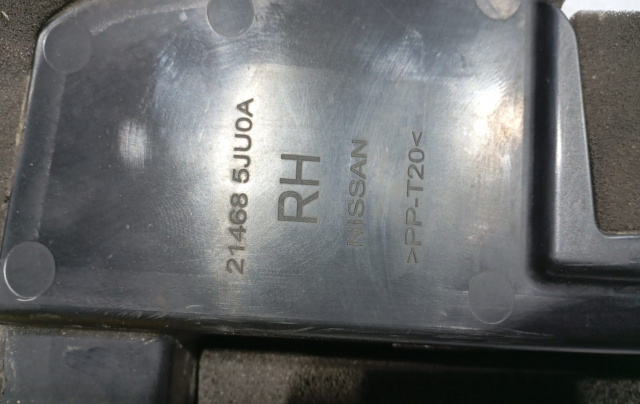 21468 5JU0A
RH
NISSAN
>PP-T20<